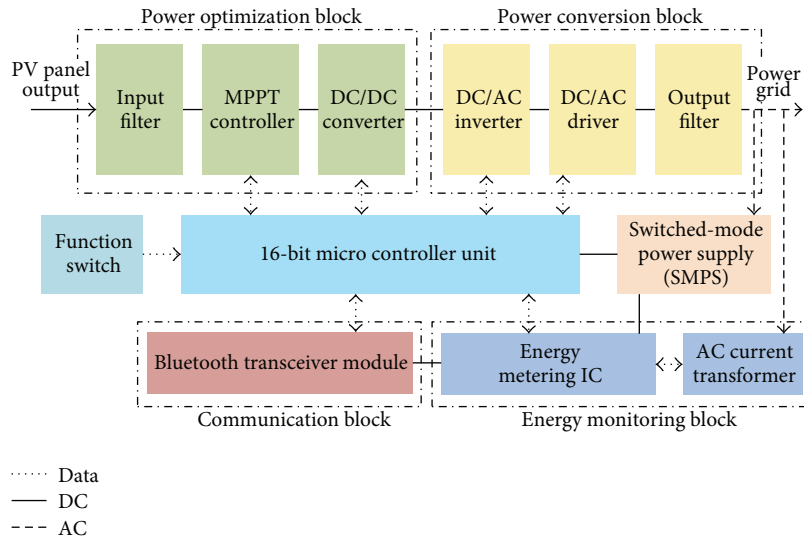 Power optimization block
Power conversion block
PV panel
output
Input
filter
MPPT
controller
DC/DC
converter
DC/AC
inverter
DC/AC
driver
Output
filter
Power
grid
Function
switch
16-bit micro controller unit
Switched-mode
power supply
(SMPS)
Bluetooth transceiver module
Energy
metering IC
AC current
transformer
Communication block
Energy monitoring block
Data
DC
AC